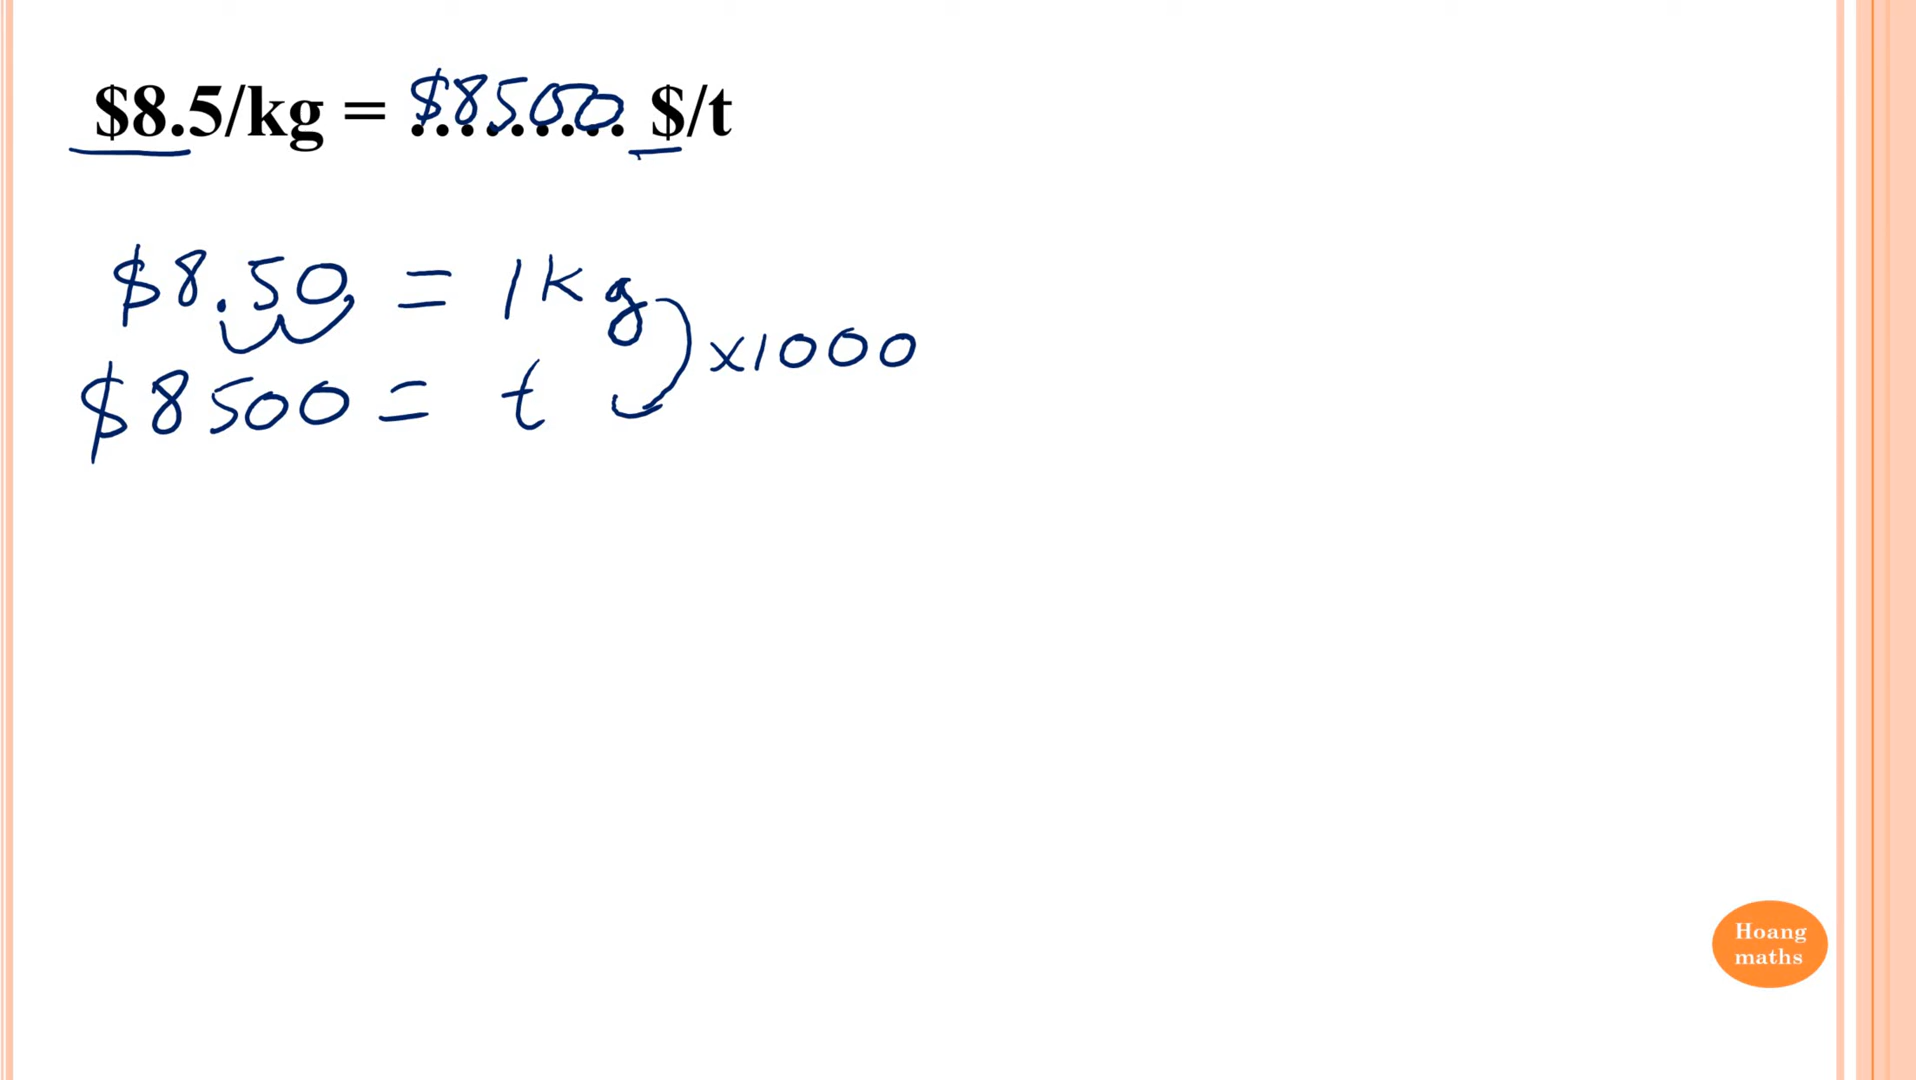 $8.5/kg = $8500 $/t
$8.50 = 1kg
x1000
$8500 = t
Hoang
maths